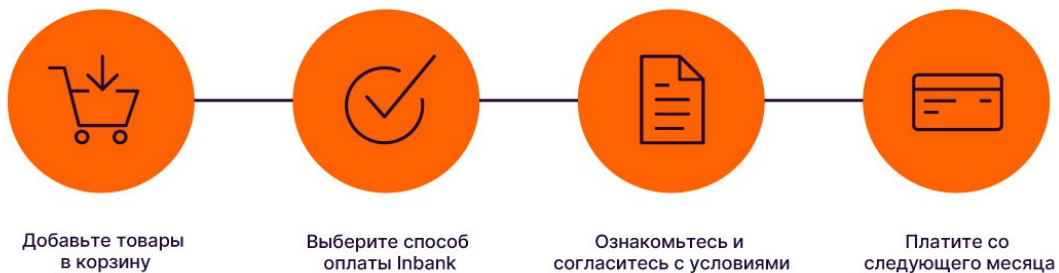 Добавьте товары
в корзину
Выберите способ
оплаты Inbank
Ознакомьтесь и
согласитесь с условиями
Платите со
следующего месяца